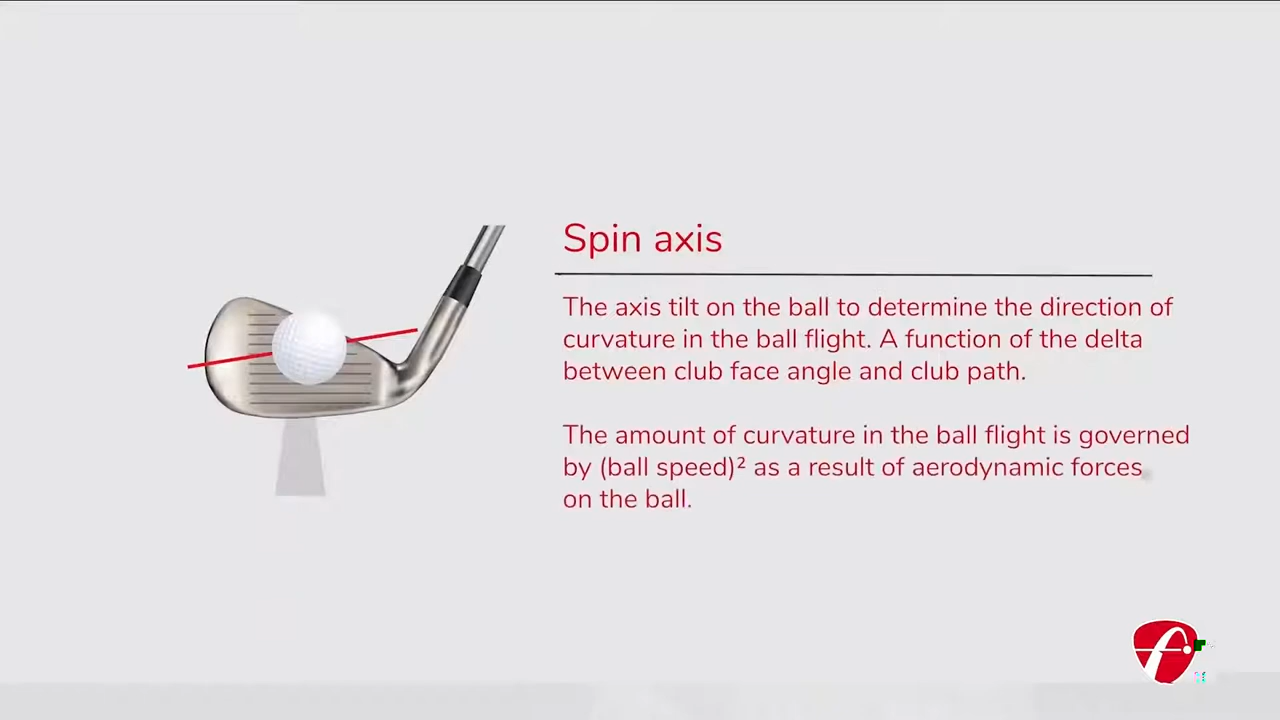 Spin axis
The axis tilt on the ball to determine the direction of
curvature in the ball flight. A function of the delta
between club face angle and club path.
The amount of curvature in the ball flight is governed
by (ball speed)² as a result of aerodynamic forces
on the ball.